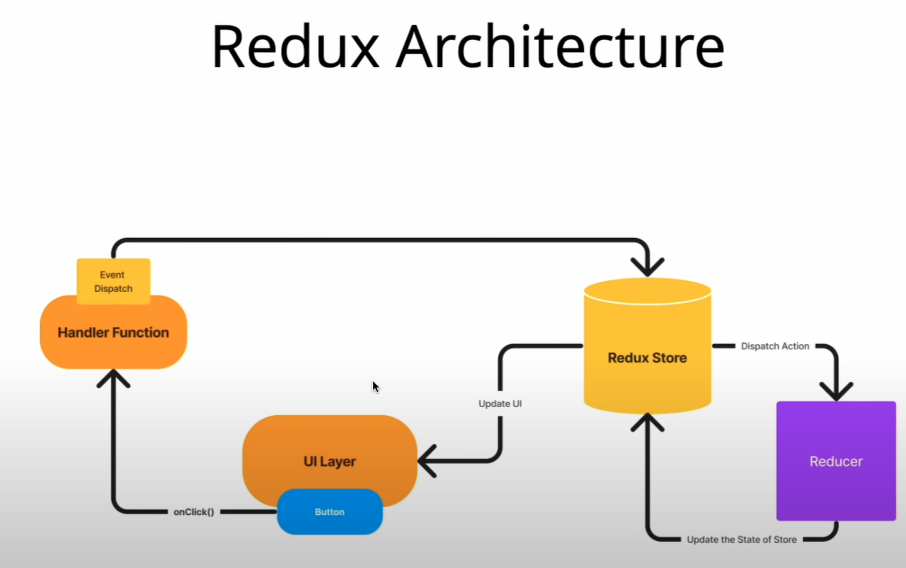 Redux Architecture
Event
Dispatch
Handler Function
Redux Store
Dispatch Action
Update UI
UI Layer
Reducer
onClick()
Button
Update the State of Store